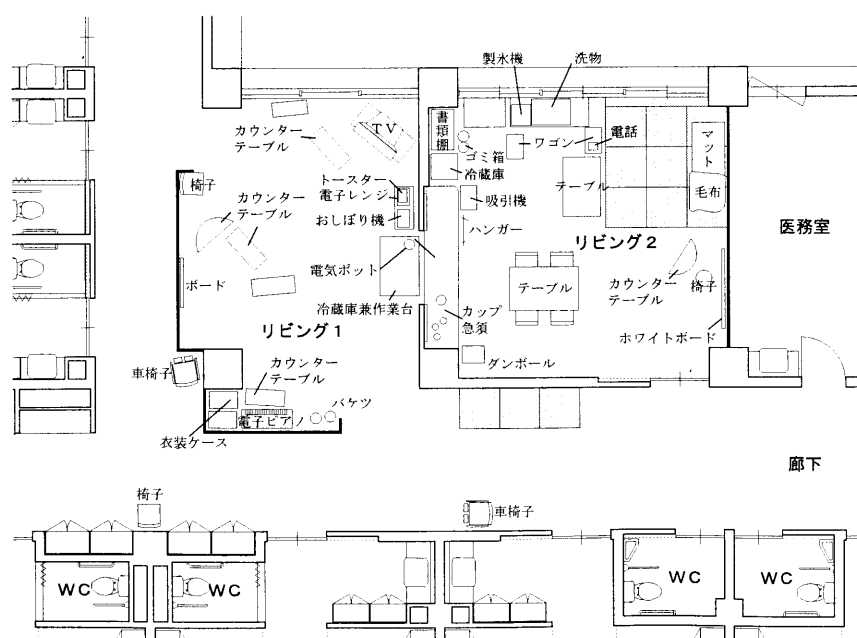 製氷機
洗物
カウンター
テーブル
TV
書類棚
ゴミ箱
冷蔵庫
ワゴン
電話
マット
毛布
テーブル
椅子
トースター
電子レンジ
おしぼり機
吸引機
ハンガー
カウンター
テーブル
リビング2
医務室
電気ポット
ボード
冷蔵庫兼作業台
テーブル
カウンター
テーブル
椅子
カップ
急須
リビング1
ホワイトボード
車椅子
カウンター
テーブル
ダンボール
バケツ
電子ピアノ
衣装ケース
廊下
椅子
車椅子
WC
WC
WC
WC